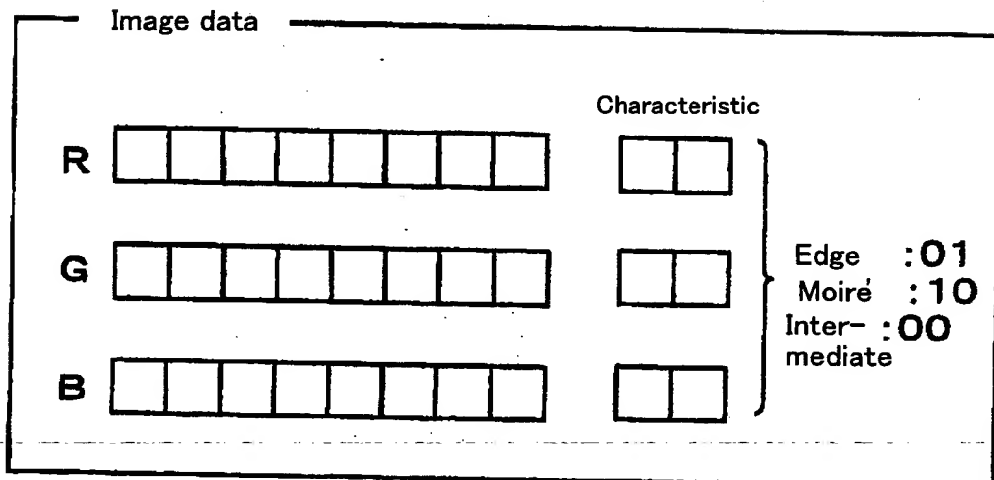 Image data
Characteristic
R
G
B
Edge :01
Moiré :10
Inter- :00
mediate